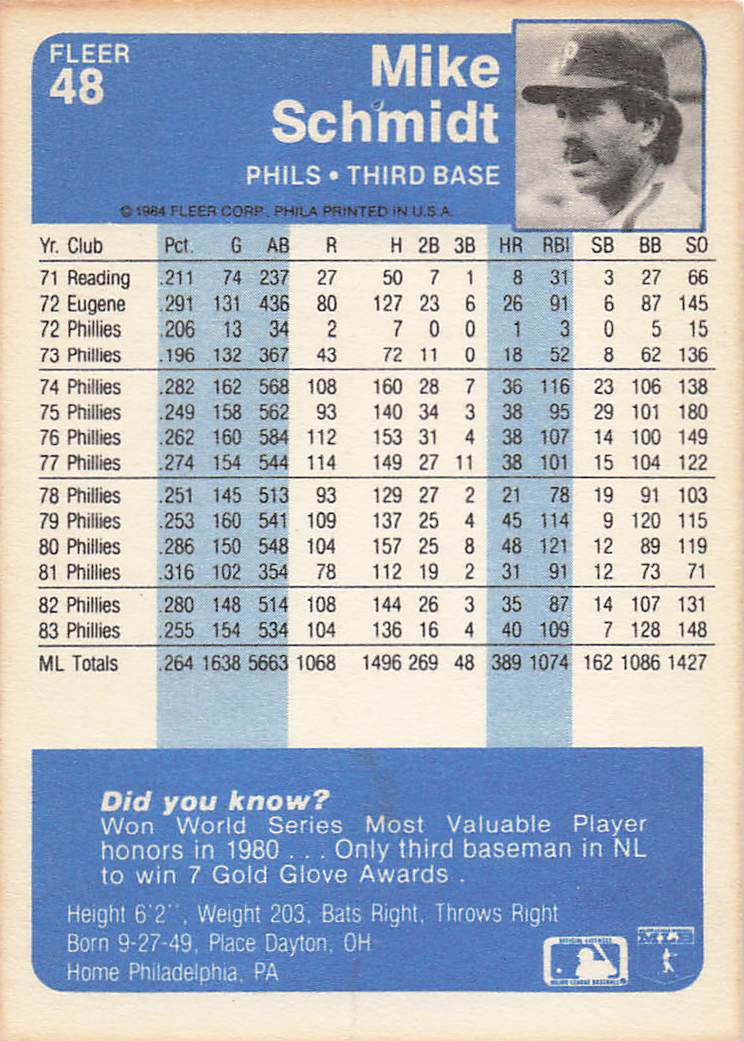 FLEER
48
Mike
Schmidt
PHILS • THIRD BASE
© 1984 FLEER CORP. PHILA PRINTED IN U.S.A.
P
Yr. Club Pct. G AB R H 2B 3B HR RBI SB BB SO
71 Reading .211 74 237 27 50 7 1 8 31 3 27 66
72 Eugene .291 131 436 80 127 23 6 26 91 6 87 145
72 Phillies .206 13 34 2 7 0 0 1 3 0 5 15
73 Phillies .196 132 367 43 72 11 0 18 52 8 62 136
74 Phillies .282 162 568 108 160 28 7 36 116 23 106 138
75 Phillies .249 158 562 93 140 34 3 38 95 29 101 180
76 Phillies .262 160 584 112 153 31 4 38 107 14 100 149
77 Phillies .274 154 544 114 149 27 11 38 101 15 104 122
78 Phillies .251 145 513 93 129 27 2 21 78 19 91 103
79 Phillies .253 160 541 109 137 25 4 45 114 9 120 115
80 Phillies .286 150 548 104 157 25 8 48 121 12 89 119
81 Phillies .316 102 354 78 112 19 2 31 91 12 73 71
82 Phillies .280 148 514 108 144 26 3 35 87 14 107 131
83 Phillies .255 154 534 104 136 16 4 40 109 7 128 148
ML Totals .264 1638 5663 1068 1496 269 48 389 1074 162 1086 1427
Did you know?
Won World Series Most Valuable Player
honors in 1980 . . . Only third baseman in NL
to win 7 Gold Glove Awards .
Height 6'2'', Weight 203, Bats Right, Throws Right
Born 9-27-49, Place Dayton, OH
Home Philadelphia, PA
OFFICIAL LICENSEE
MAJOR LEAGUE BASEBALL